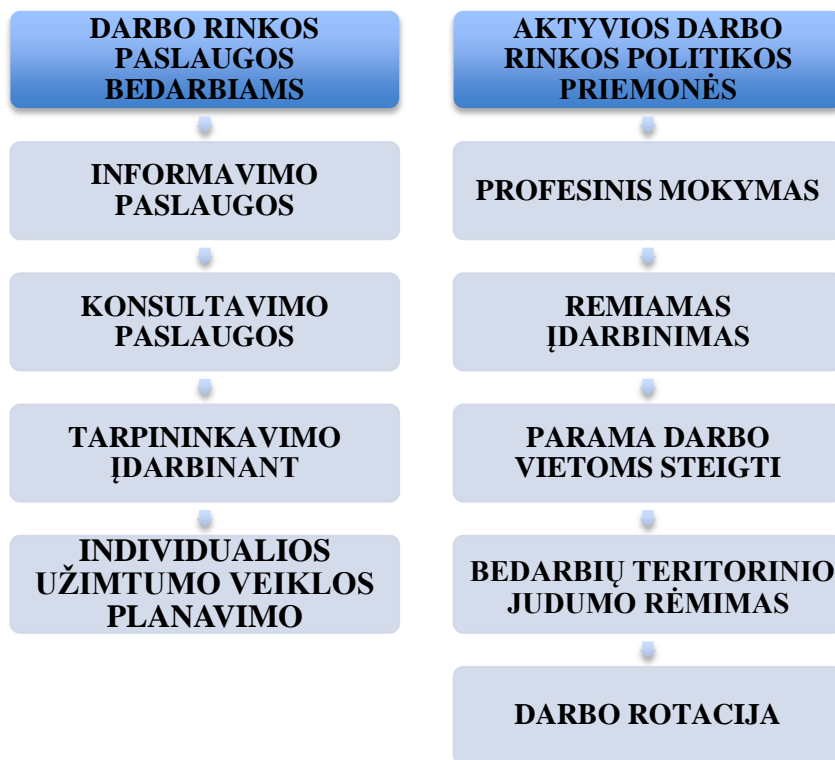 DARBO RINKOS
PASLAUGOS
BEDARBIAMS
INFORMAVIMO
PASLAUGOS
KONSULTAVIMO
PASLAUGOS
TARPININKAVIMO
ĮDARBINANT
INDIVIDUALIOS
UŽIMTUMO VEIKLOS
PLANAVIMO
AKTYVIOS DARBO
RINKOS POLITIKOS
PRIEMONĖS
PROFESINIS MOKYMAS
REMIAMAS
ĮDARBINIMAS
PARAMA DARBO
VIETOMS STEIGTI
BEDARBIŲ TERITORINIO
JUDUMO RĖMIMAS
DARBO ROTACIJA